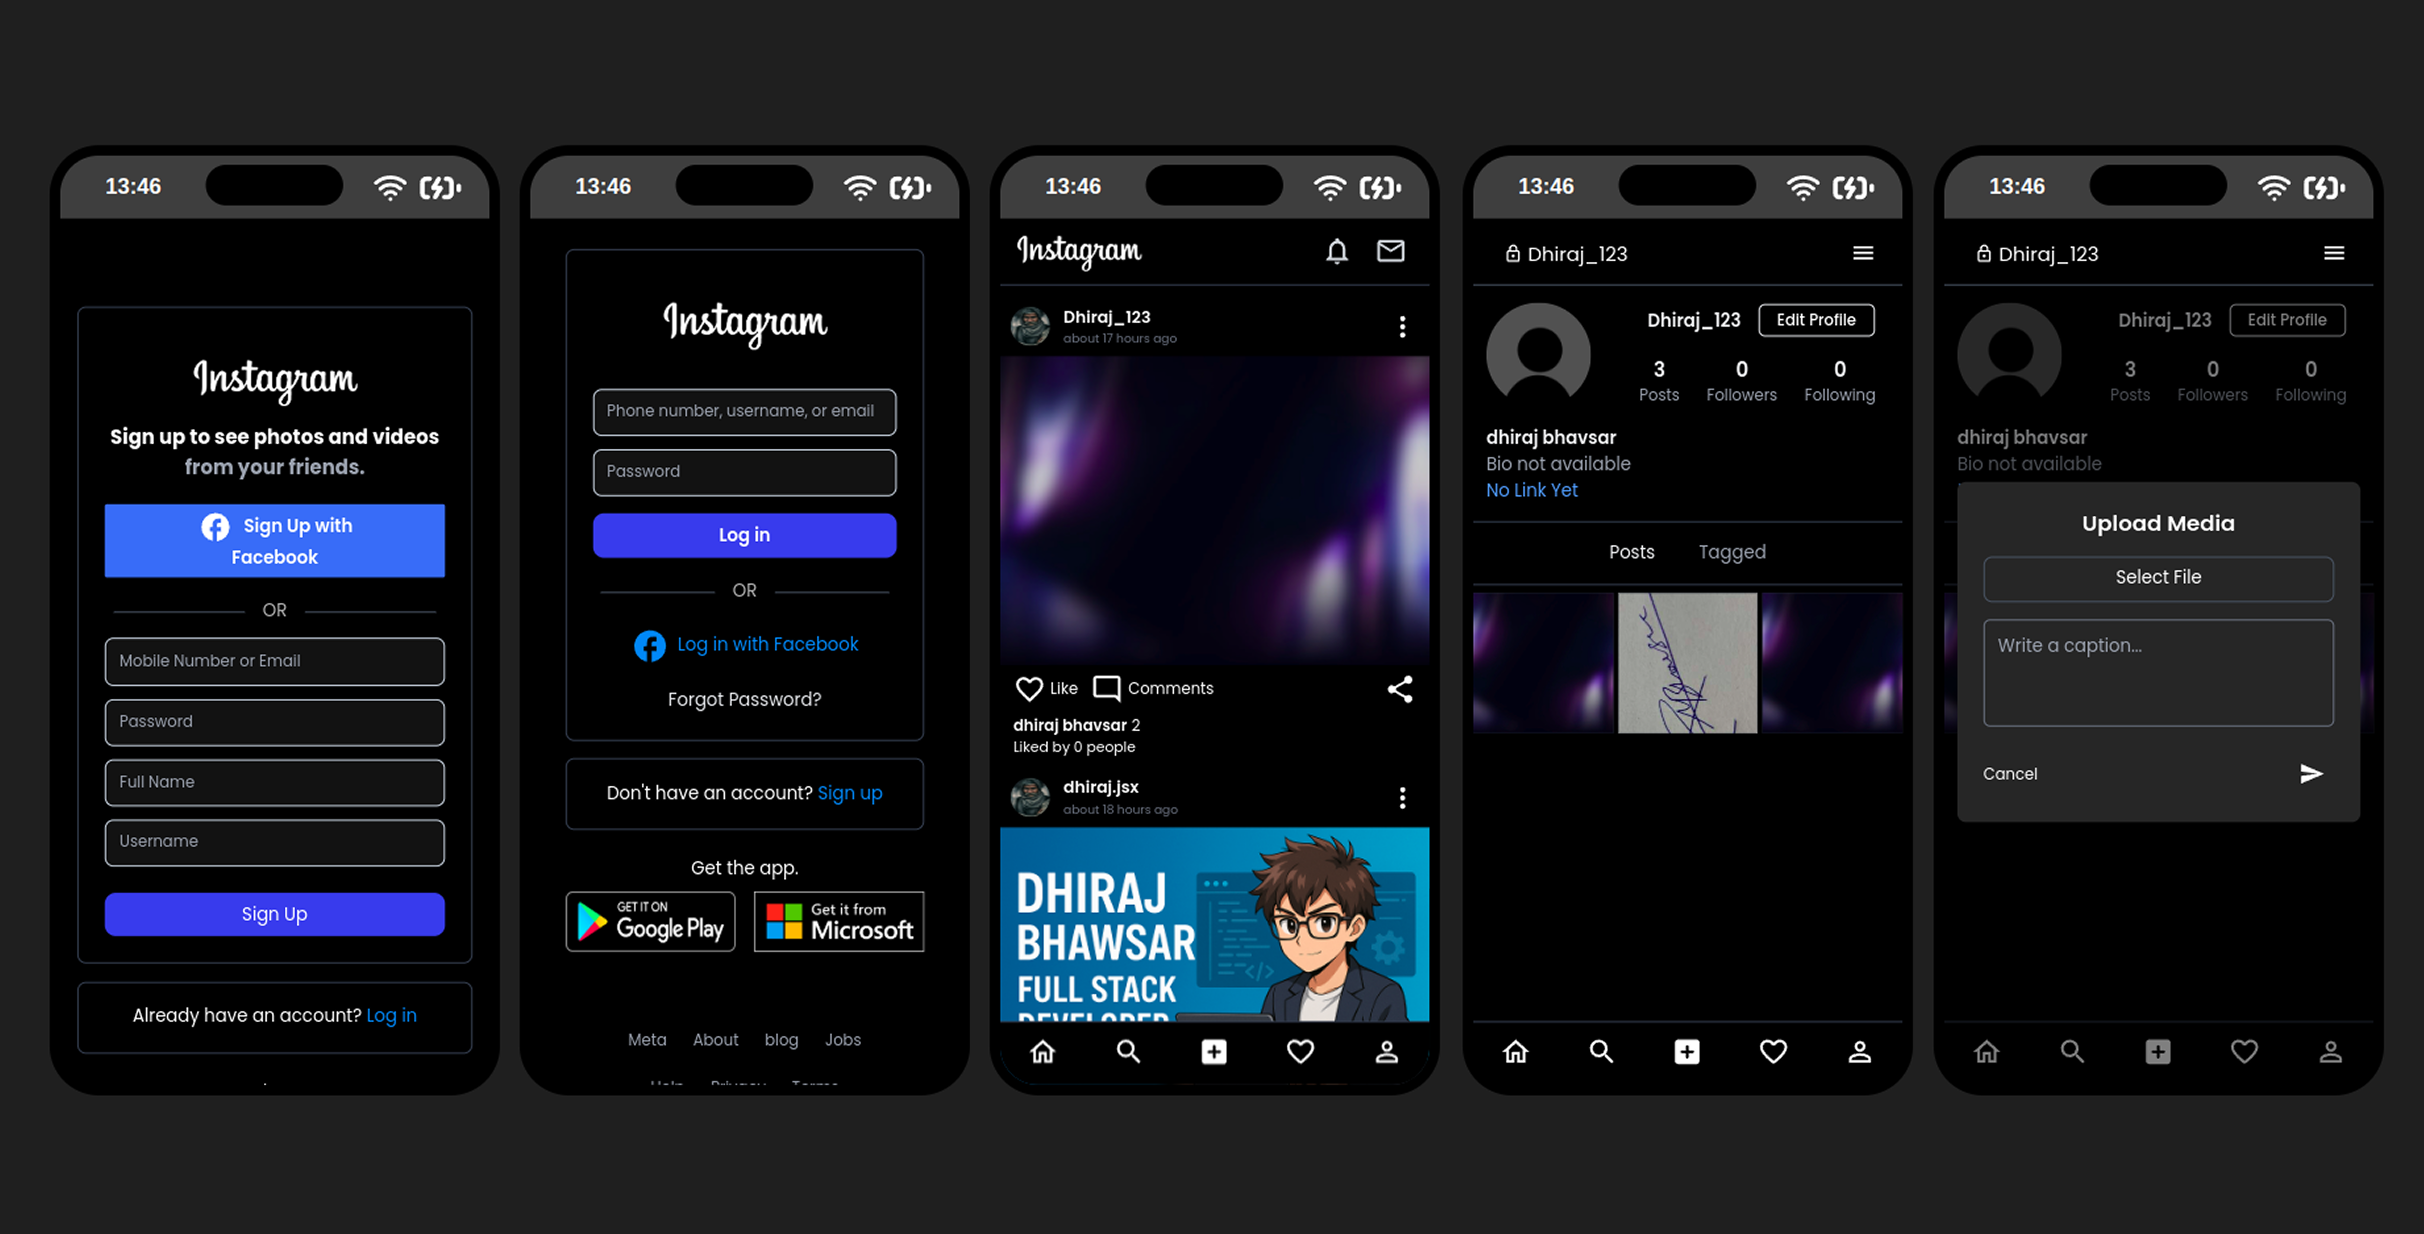 13:46
Instagram
Sign up to see photos and videos
from your friends.
Sign Up with
Facebook
OR
Mobile Number or Email
Password
Full Name
Username
Sign Up
Already have an account? Log in
13:46
Instagram
Phone number, username, or email
Password
Log in
OR
Log in with Facebook
Forgot Password?
Don't have an account? Sign up
Get the app.
GET IT ON
Google Play
Get it from
Microsoft
Meta About blog Jobs
Help Privacy Terms
13:46
Instagram
Dhiraj_123
about 17 hours ago
Like Comments
dhiraj bhavsar 2
Liked by 0 people
dhiraj.jsx
about 18 hours ago
DHIRAJ
BHAWSAR
FULL STACK
DEVELOPER
13:46
Dhiraj_123
Dhiraj_123 Edit Profile
3 0 0
Posts Followers Following
dhiraj bhavsar
Bio not available
No Link Yet
Posts Tagged
13:46
Dhiraj_123
Dhiraj_123 Edit Profile
3 0 0
Posts Followers Following
dhiraj bhavsar
Bio not available
Upload Media
Select File
Write a caption...
Cancel